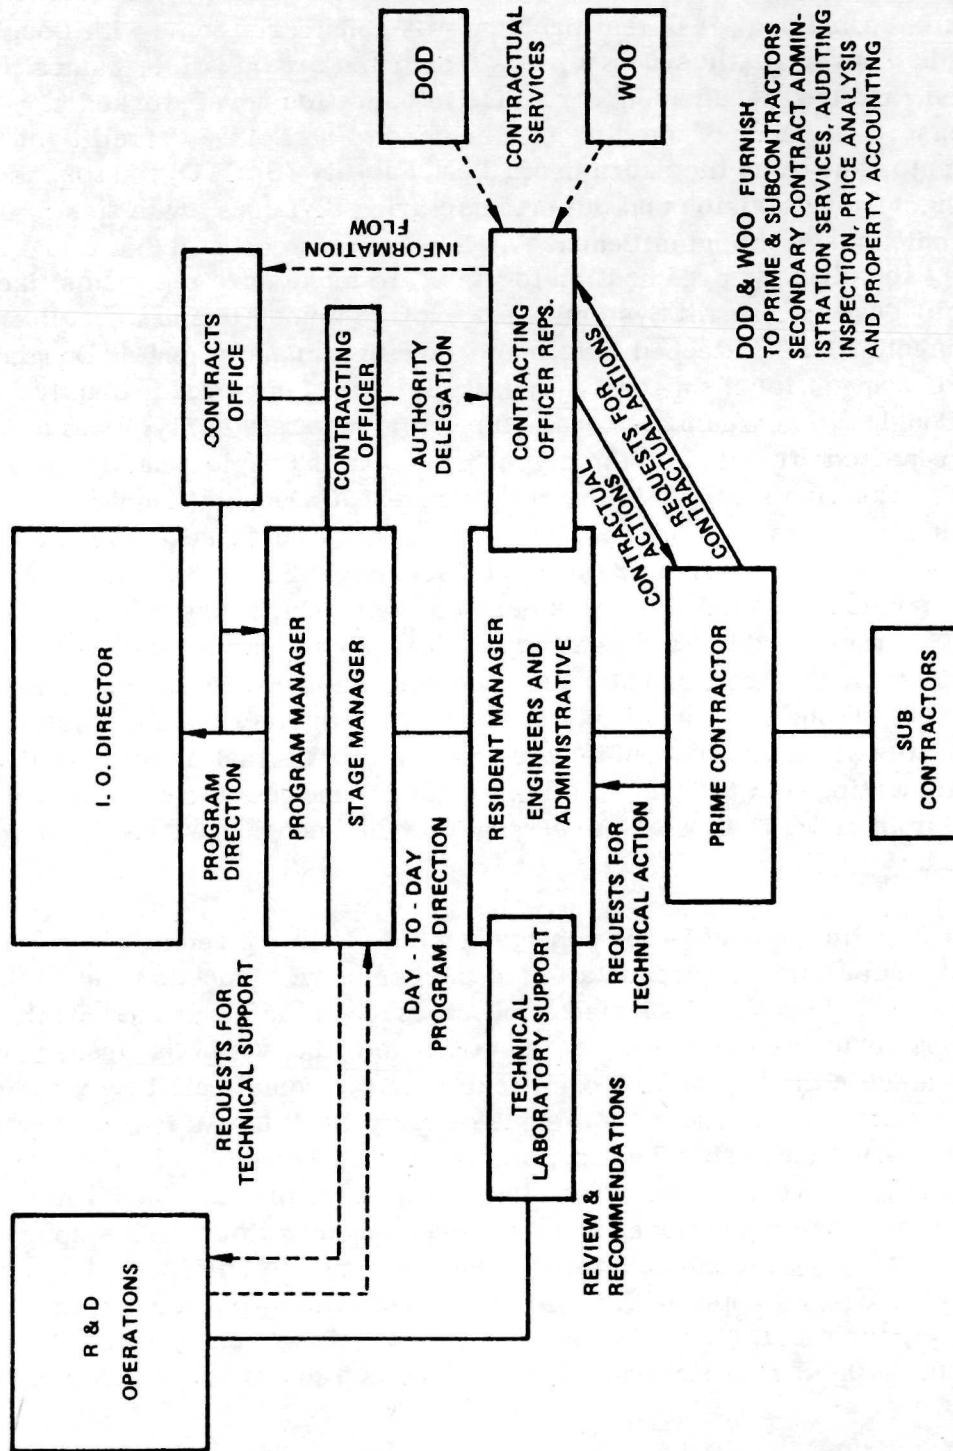 R & D
OPERATIONS
I. O. DIRECTOR
CONTRACTS
OFFICE
REQUESTS FOR
TECHNICAL SUPPORT
PROGRAM
DIRECTION
PROGRAM MANAGER
STAGE MANAGER
CONTRACTING
OFFICER
INFORMATION
FLOW
DOD
CONTRACTUAL
SERVICES
WOO
DAY - TO - DAY
PROGRAM DIRECTION
AUTHORITY
DELEGATION
TECHNICAL
LABORATORY SUPPORT
RESIDENT MANAGER
ENGINEERS AND
ADMINISTRATIVE
CONTRACTING
OFFICER REPS.
REVIEW &
RECOMMENDATIONS
REQUESTS FOR
TECHNICAL ACTION
CONTRACTUAL
ACTIONS
REQUESTS FOR
CONTRACTUAL ACTIONS
PRIME CONTRACTOR
SUB
CONTRACTORS
DOD & WOO FURNISH
TO PRIME & SUBCONTRACTORS
SECONDARY CONTRACT ADMIN-
ISTRATION SERVICES, AUDITING
INSPECTION, PRICE ANALYSIS
AND PROPERTY ACCOUNTING